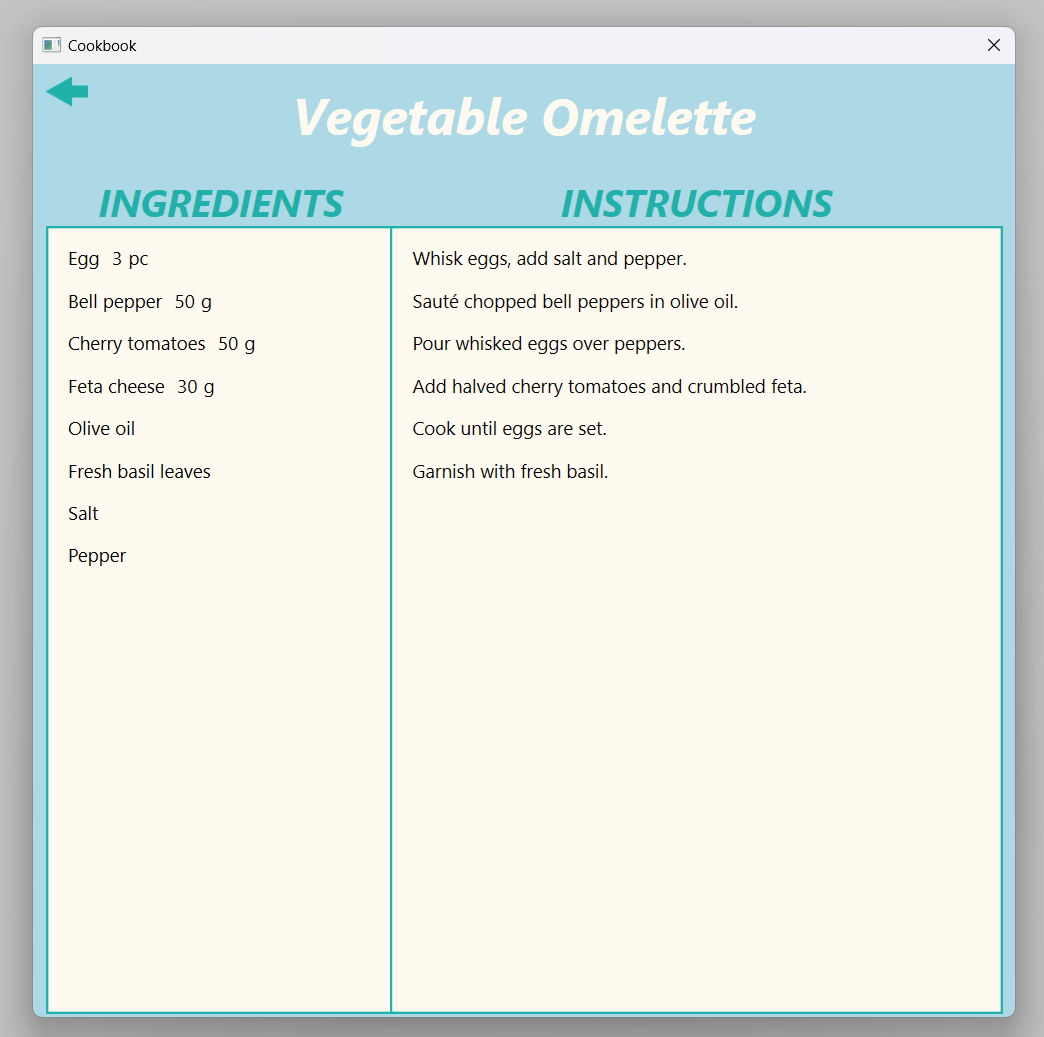 Cookbook
Vegetable Omelette
INGREDIENTS
Egg 3 pc
Bell pepper 50 g
Cherry tomatoes 50 g
Feta cheese 30 g
Olive oil
Fresh basil leaves
Salt
Pepper
INSTRUCTIONS
Whisk eggs, add salt and pepper.
Sauté chopped bell peppers in olive oil.
Pour whisked eggs over peppers.
Add halved cherry tomatoes and crumbled feta.
Cook until eggs are set.
Garnish with fresh basil.